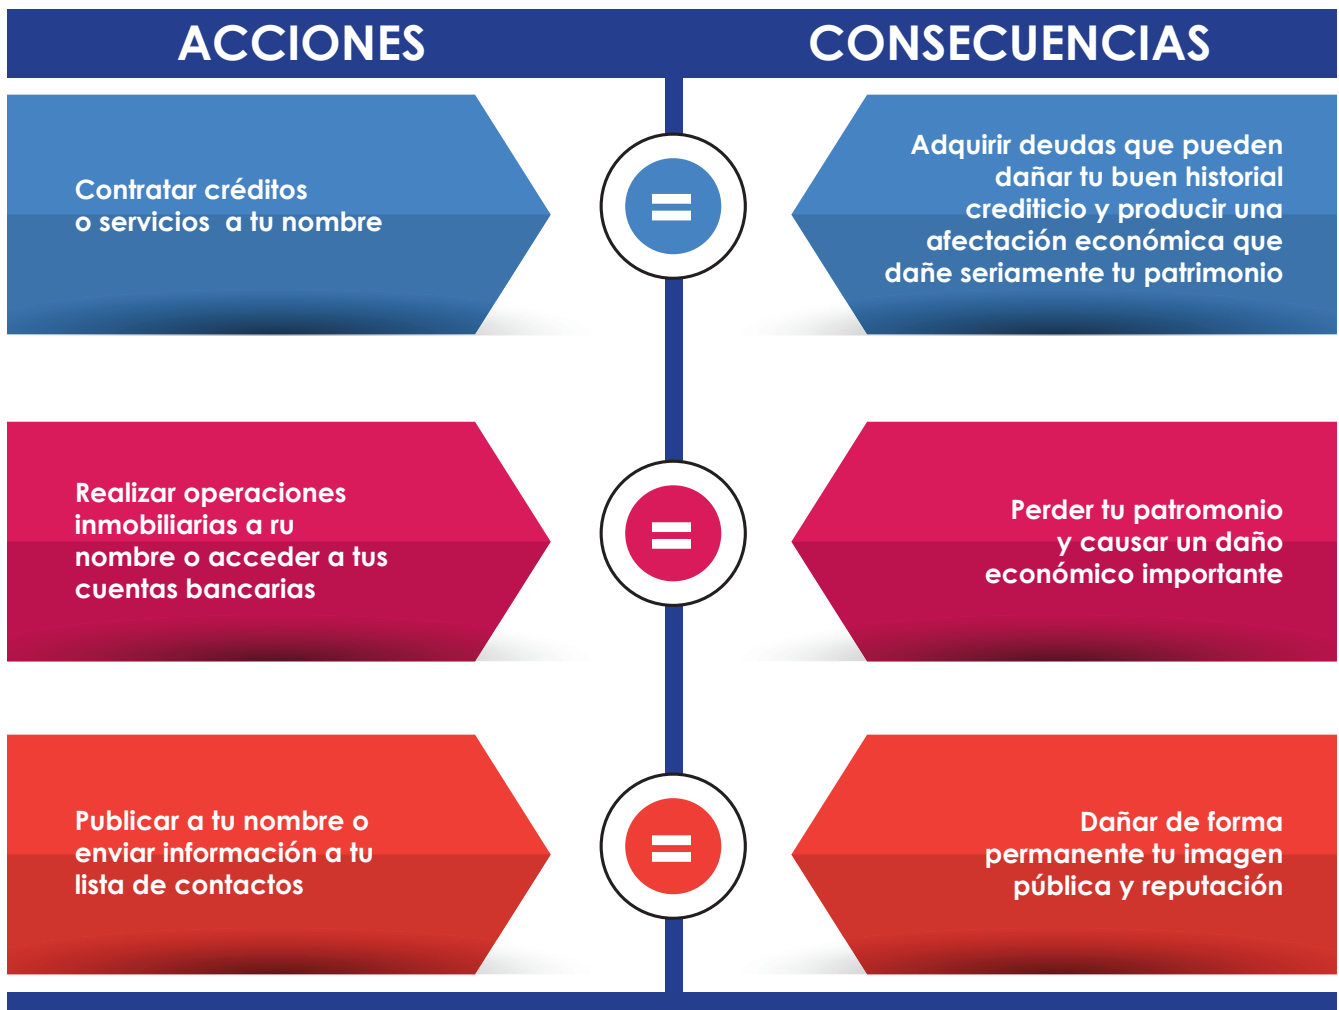 ACCIONES
CONSECUENCIAS
Contratar créditos
o servicios  a tu nombre
Adquirir deudas que pueden
dañar tu buen historial
crediticio y producir una
afectación económica que
dañe seriamente tu patrimonio
Realizar operaciones
inmobiliarias a ru
nombre o acceder a tus
cuentas bancarias
Perder tu patromonio
y causar un daño
económico importante
Publicar a tu nombre o
enviar información a tu
lista de contactos
Dañar de forma
permanente tu imagen
pública y reputación